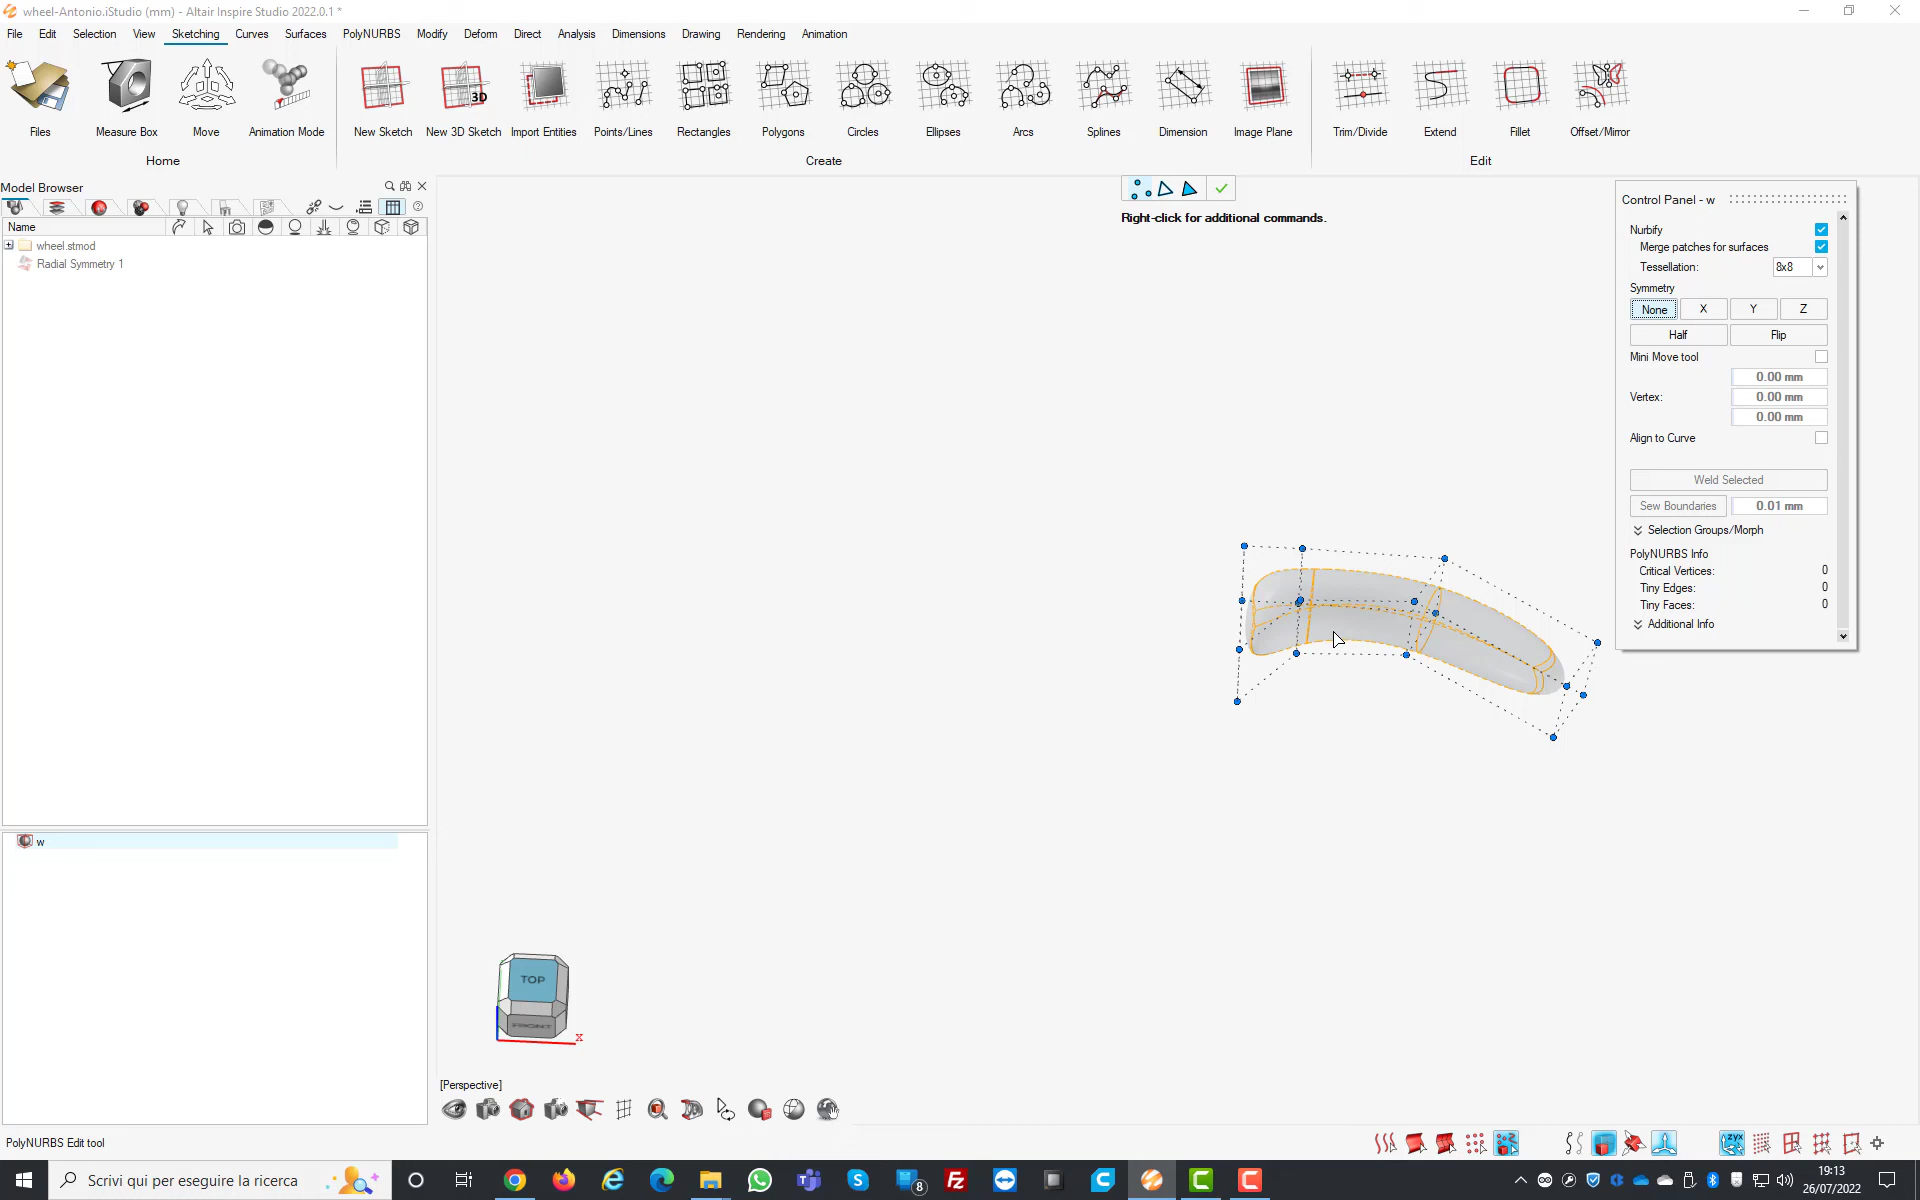 wheel-Antonio.iStudio (mm) - Altair Inspire Studio 2022.0.1 *
File Edit Selection View Sketching Curves Surfaces PolyNURBS Modify Deform Direct Analysis Dimensions Drawing Rendering Animation
3D
Files Measure Box Move Animation Mode New Sketch New 3D Sketch Import Entities Points/Lines Rectangles Polygons Circles Ellipses Arcs Splines Dimension Image Plane Trim/Divide Extend Fillet Offset/Mirror
Home Create Edit
Model Browser
Name
wheel.stmod
Radial Symmetry 1
w
Right-click for additional commands.
Control Panel - w
Nurbify
Merge patches for surfaces
Tessellation: 8x8
Symmetry
None X Y Z
Half Flip
Mini Move tool
0.00 mm
Vertex: 0.00 mm
0.00 mm
Align to Curve
Weld Selected
Sew Boundaries 0.01 mm
Selection Groups/Morph
PolyNURBS Info
Critical Vertices: 0
Tiny Edges: 0
Tiny Faces: 0
Additional Info
TOP
FRONT
X
[Perspective]
PolyNURBS Edit tool
zyx
Scrivi qui per eseguire la ricerca
8
19:13
26/07/2022